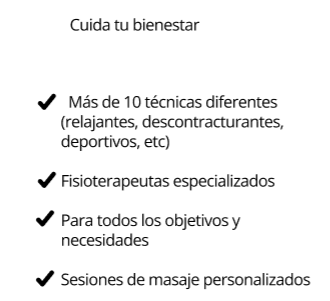 Cuida tu bienestar
Más de 10 técnicas diferentes
(relajantes, descontracturantes,
deportivos, etc)
Fisioterapeutas especializados
Para todos los objetivos y
necesidades
Sesiones de masaje personalizados